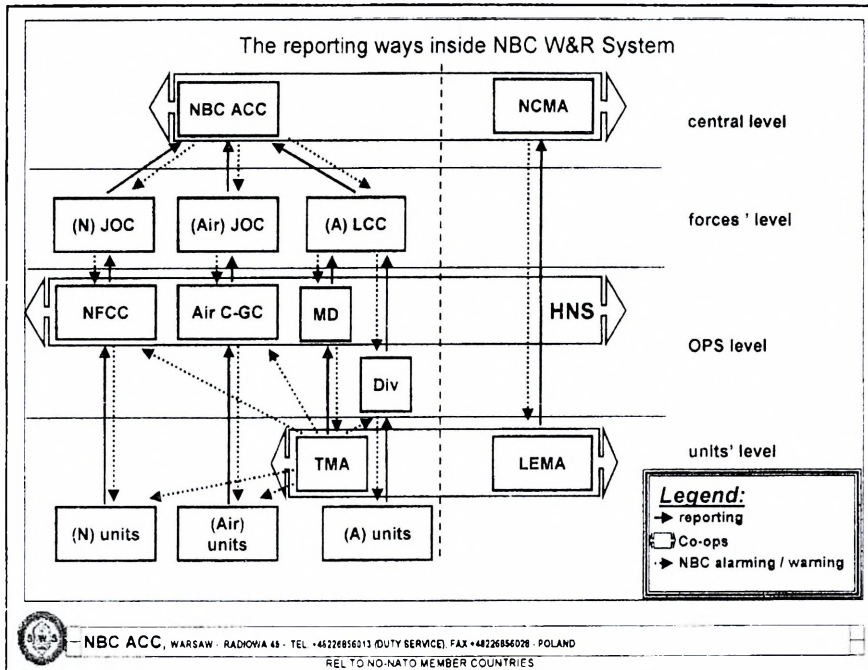 The reporting ways inside NBC W&R System
NBC ACC
NCMA
central level
(N) JOC
(Air) JOC
(A) LCC
forces ' level
NFCC
Air C-GC
MD
HNS
OPS level
Div
TMA
LEMA
units' level
(N) units
(Air)
units
(A) units
Legend:
reporting
Co-ops
NBC alarming / warning
SWS
NBC ACC, WARSAW - RADIOWA 45 - TEL. +48226856013 (DUTY SERVICE), FAX +48226856028 - POLAND
REL TO NO-NATO MEMBER COUNTRIES